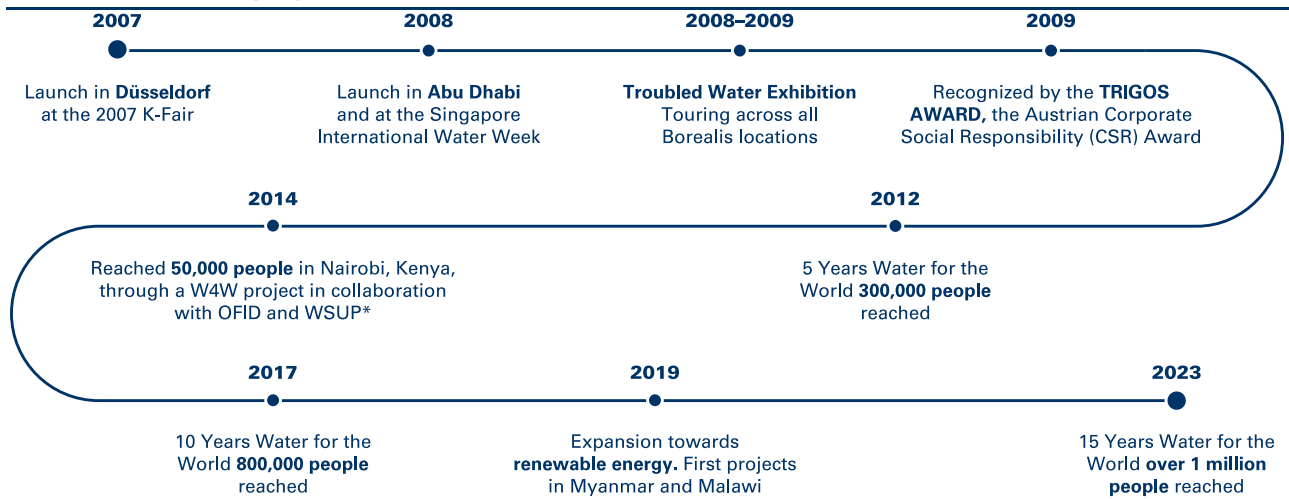 2007
Launch in Düsseldorf
at the 2007 K-Fair
2008
Launch in Abu Dhabi
and at the Singapore
International Water Week
2008–2009
Troubled Water Exhibition
Touring across all
Borealis locations
2009
Recognized by the TRIGOS
AWARD, the Austrian Corporate
Social Responsibility (CSR) Award
2012
5 Years Water for the
World 300,000 people
reached
2014
Reached 50,000 people in Nairobi, Kenya,
through a W4W project in collaboration
with OFID and WSUP*
2017
10 Years Water for the
World 800,000 people
reached
2019
Expansion towards
renewable energy. First projects
in Myanmar and Malawi
2023
15 Years Water for the
World over 1 million
people reached